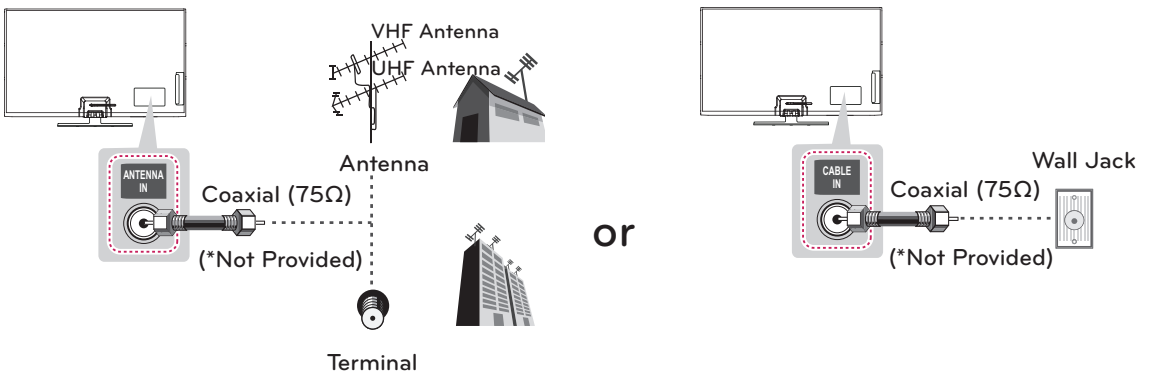 VHF Antenna
UHF Antenna
Antenna
ANTENNA
IN
Coaxial (75Ω)
(*Not Provided)
Terminal
or
CABLE
IN
Coaxial (75Ω)
(*Not Provided)
Wall Jack